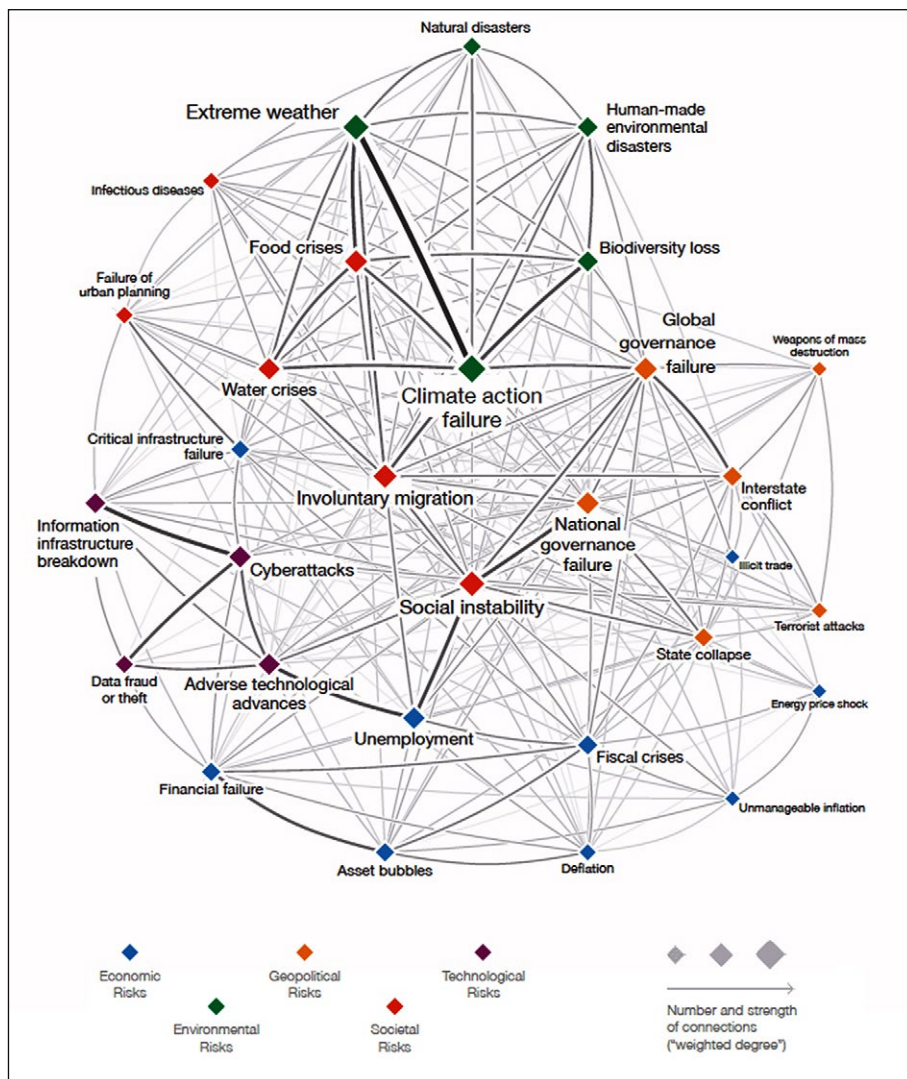 Natural disasters
Extreme weather
Human-made
environmental
disasters
Infectious diseases
Food crises
Biodiversity loss
Failure of
urban planning
Global
governance
failure
Weapons of mass
destruction
Water crises
Climate action
failure
Critical infrastructure
failure
Involuntary migration
Interstate
conflict
Information
infrastructure
breakdown
National
governance
failure
Cyberattacks
Illicit trade
Social instability
Terrorist attacks
State collapse
Data fraud
or theft
Adverse technological
advances
Energy price shock
Unemployment
Fiscal crises
Financial failure
Unmanageable inflation
Asset bubbles
Deflation
Economic
Risks
Geopolitical
Risks
Technological
Risks
Environmental
Risks
Societal
Risks
Number and strength
of connections
("weighted degree")